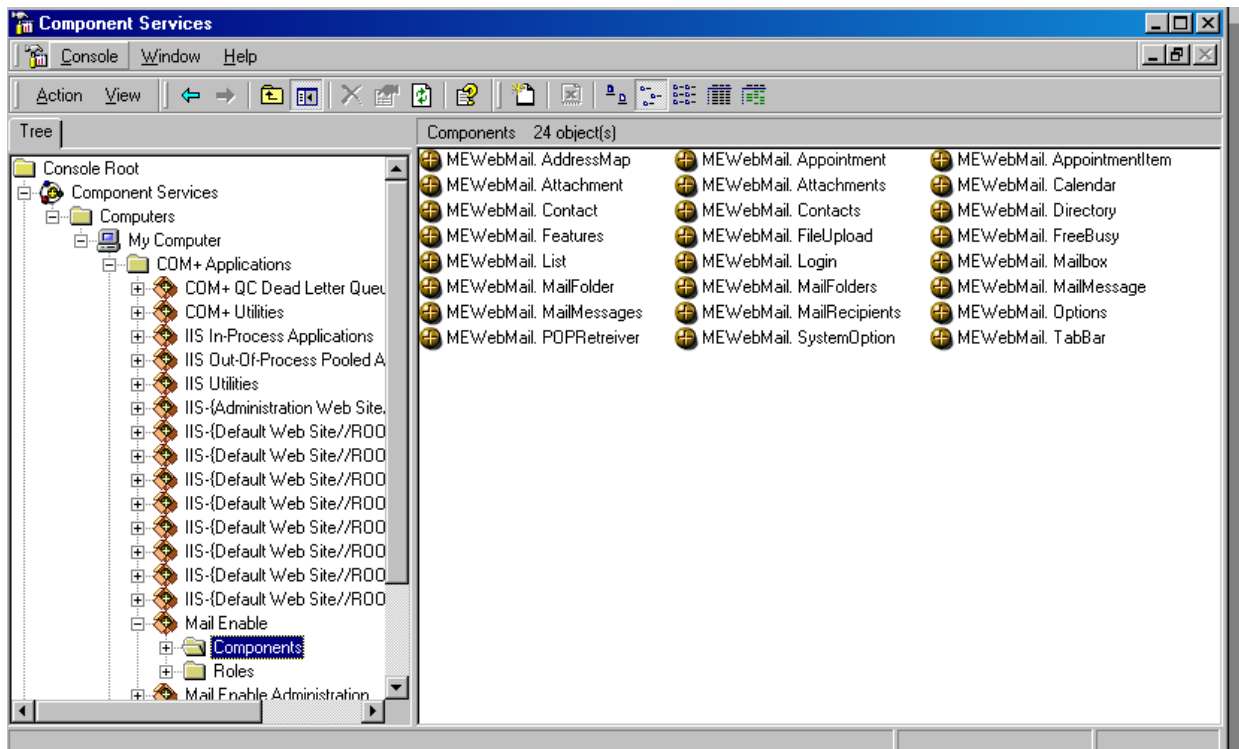 Component Services
Console Window Help
Action View
Tree
Components 24 object(s)
Console Root
Component Services
Computers
My Computer
COM+ Applications
COM+ QC Dead Letter Queu
COM+ Utilities
IIS In-Process Applications
IIS Out-Of-Process Pooled A
IIS Utilities
IIS-{Administration Web Site.
IIS-{Default Web Site//ROO
IIS-{Default Web Site//ROO
IIS-{Default Web Site//ROO
IIS-{Default Web Site//ROO
IIS-{Default Web Site//ROO
IIS-{Default Web Site//ROO
IIS-{Default Web Site//ROO
IIS-{Default Web Site//ROO
Mail Enable
Components
Roles
Mail Enable Administration
MEWebMail. AddressMap MEWebMail. Appointment MEWebMail. AppointmentItem
MEWebMail. Attachment MEWebMail. Attachments MEWebMail. Calendar
MEWebMail. Contact MEWebMail. Contacts MEWebMail. Directory
MEWebMail. Features MEWebMail. FileUpload MEWebMail. FreeBusy
MEWebMail. List MEWebMail. Login MEWebMail. Mailbox
MEWebMail. MailFolder MEWebMail. MailFolders MEWebMail. MailMessage
MEWebMail. MailMessages MEWebMail. MailRecipients MEWebMail. Options
MEWebMail. POPRetreiver MEWebMail. SystemOption MEWebMail. TabBar